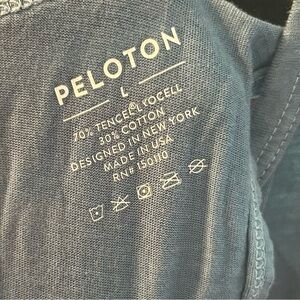 PELOTON
L
70% TENCEL LYOCELL
30% COTTON
DESIGNED IN NEW YORK
MADE IN USA
RN# 150110